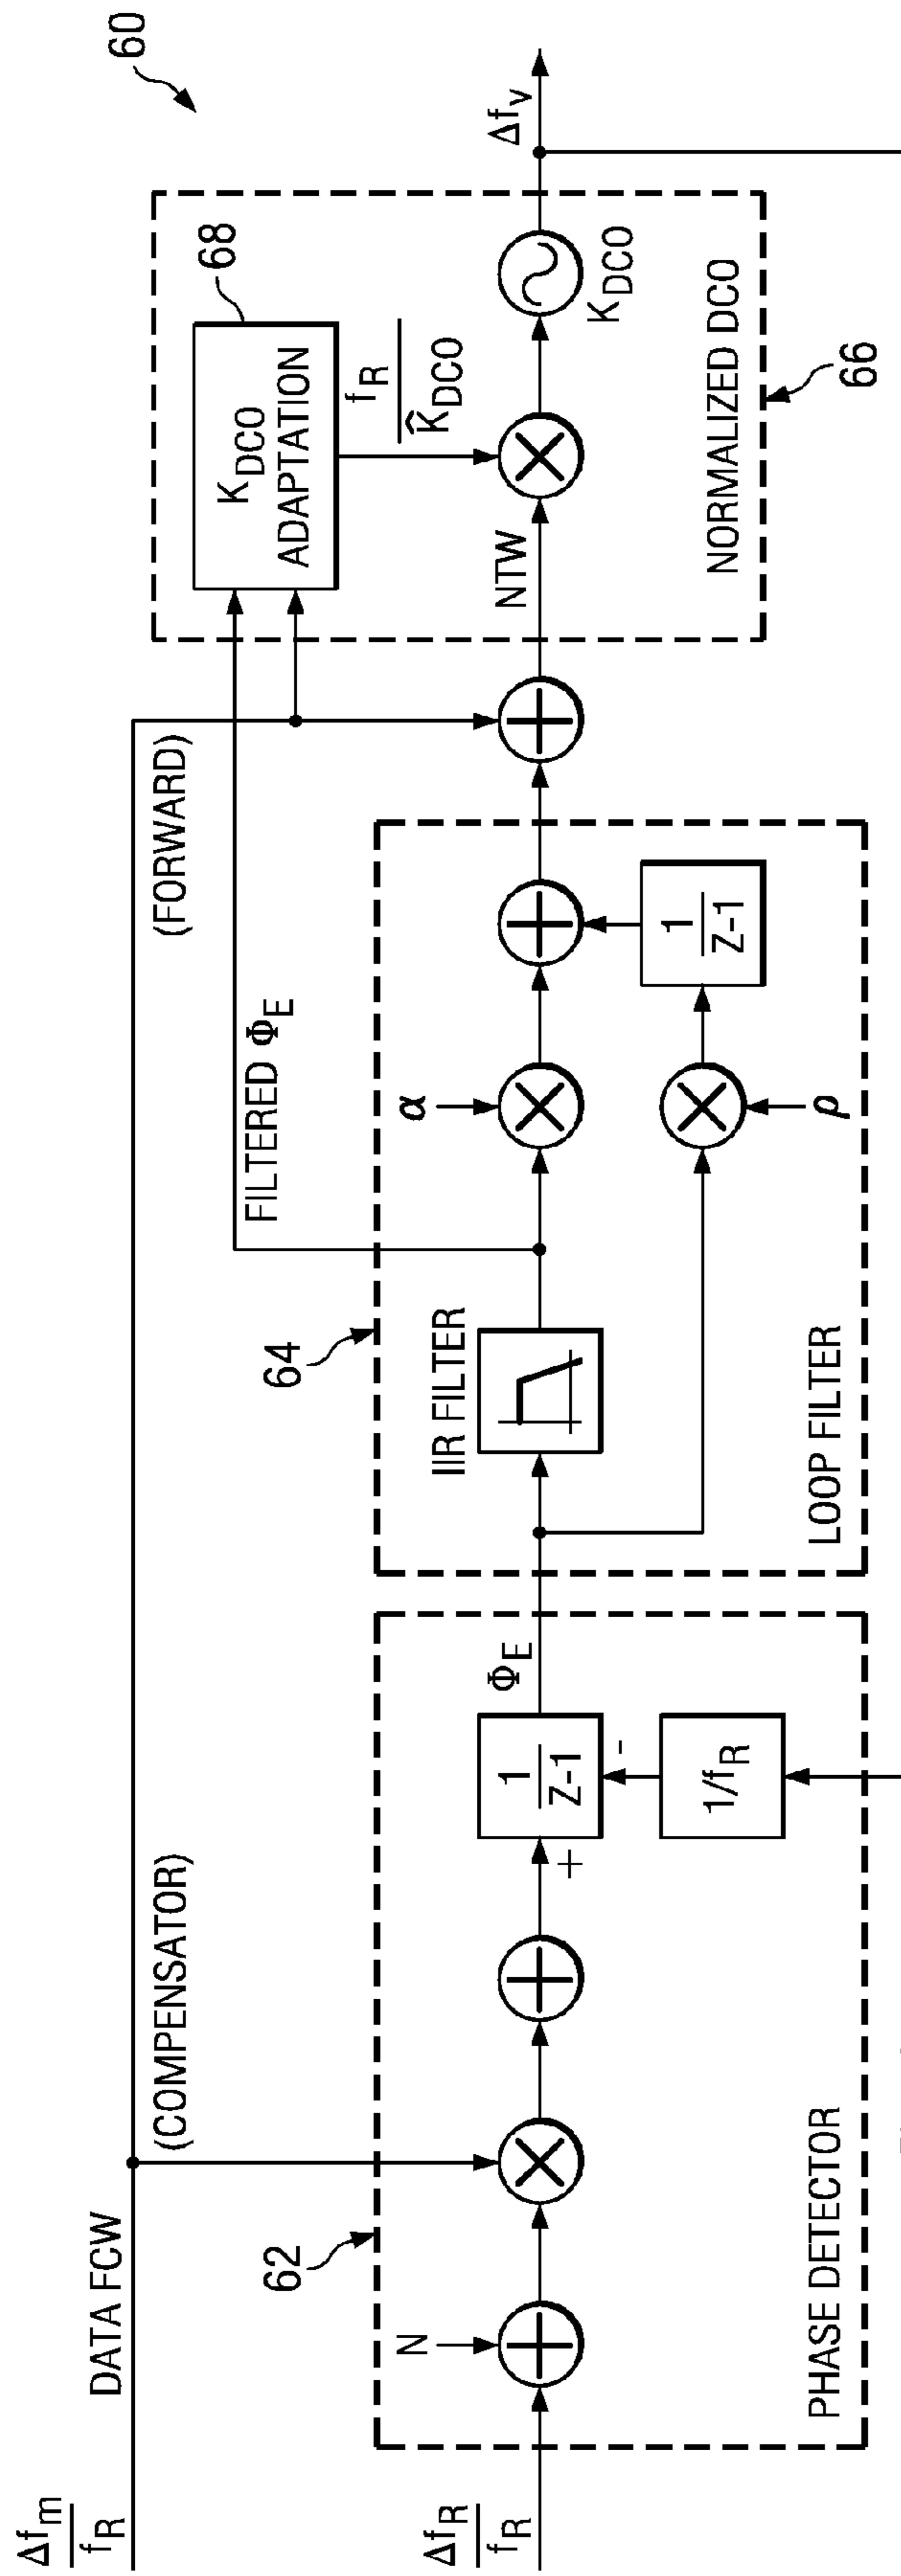 60
Δf_m / f_R
DATA FCW
(COMPENSATOR)
(FORWARD)
FILTERED Φ_E
K_DCO
ADAPTATION
68
f_R / K̂_DCO
62
64
Δf_R / f_R
N
+
-
1 / Z-1
Φ_E
1/f_R
PHASE DETECTOR
IIR FILTER
α
ρ
1 / Z-1
LOOP FILTER
NTW
K_DCO
Δf_v
NORMALIZED DCO
66